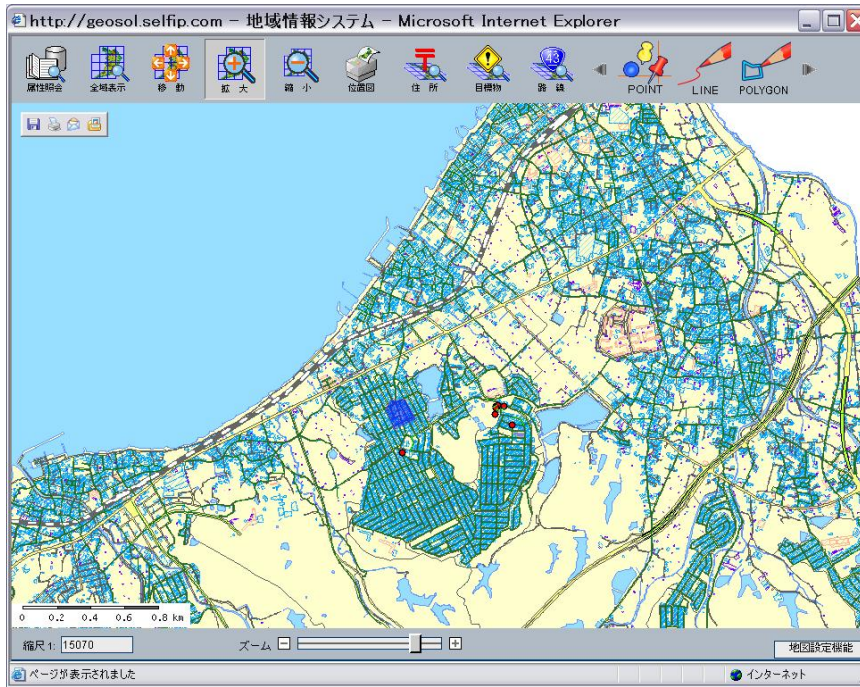 http://geosol.selfip.com - 地域情報システム - Microsoft Internet Explorer
属性照会 全域表示 移動 拡大 縮小 位置図 住所 目標物 路線 POINT LINE POLYGON
43
0 0.2 0.4 0.6 0.8 km
縮尺 1: 15070 ズーム 地図設定機能
ページが表示されました インターネット